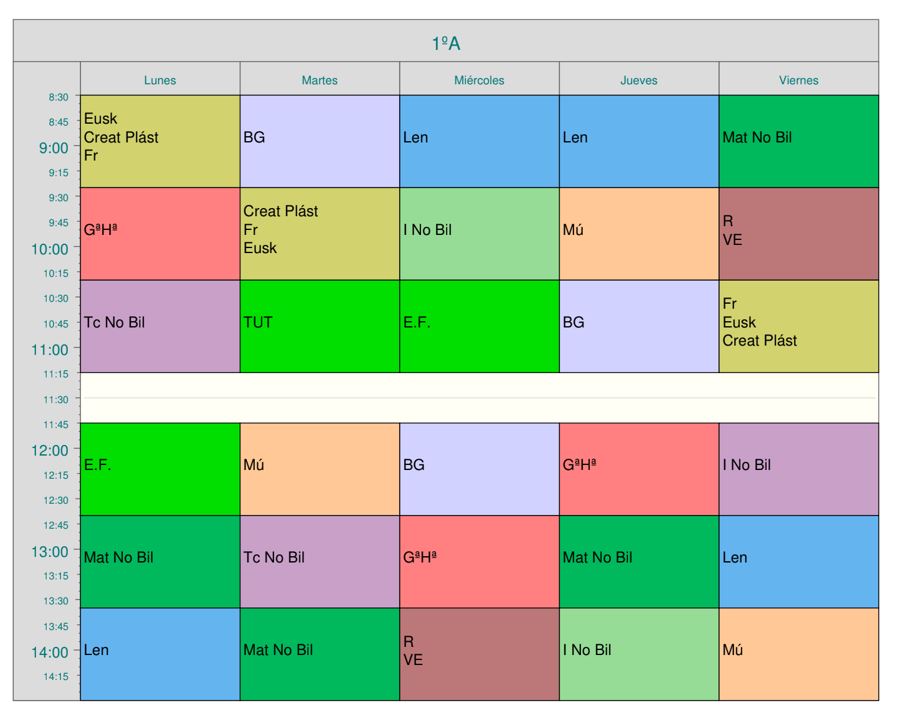 1ºA
Lunes Martes Miércoles Jueves Viernes
8:30
8:45
9:00
9:15
Eusk
Creat Plást
Fr
BG
Len
Len
Mat No Bil
9:30
9:45
10:00
10:15
GªHª
Creat Plást
Fr
Eusk
I No Bil
Mú
R
VE
10:30
10:45
11:00
11:15
Tc No Bil
TUT
E.F.
BG
Fr
Eusk
Creat Plást
11:30
11:45
12:00
12:15
12:30
E.F.
Mú
BG
GªHª
I No Bil
12:45
13:00
13:15
13:30
Mat No Bil
Tc No Bil
GªHª
Mat No Bil
Len
13:45
14:00
14:15
Len
Mat No Bil
R
VE
I No Bil
Mú